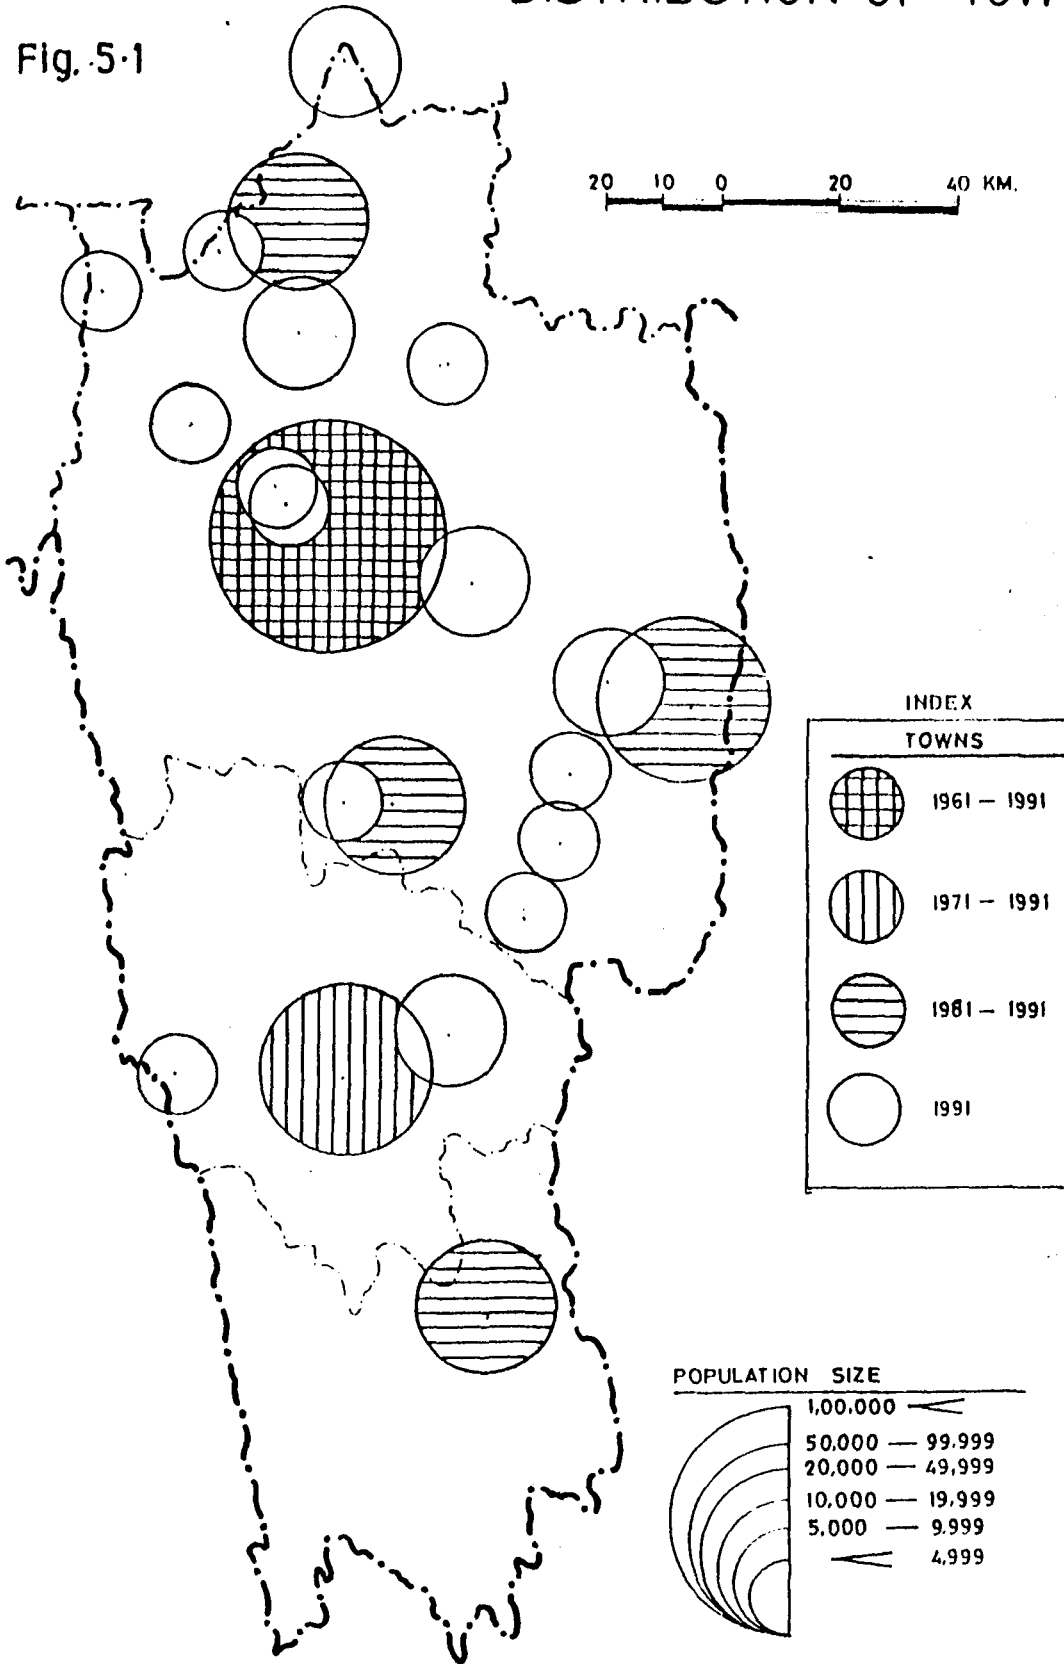 DISTRIBUTION OF
Fig. 5·1
20 10 0 20 40 KM.
INDEX
TOWNS
1961 — 1991
1971 — 1991
1981 — 1991
1991
POPULATION SIZE
1,00,000 <
50,000 — 99,999
20,000 — 49,999
10,000 — 19,999
5,000 — 9,999
< 4,999